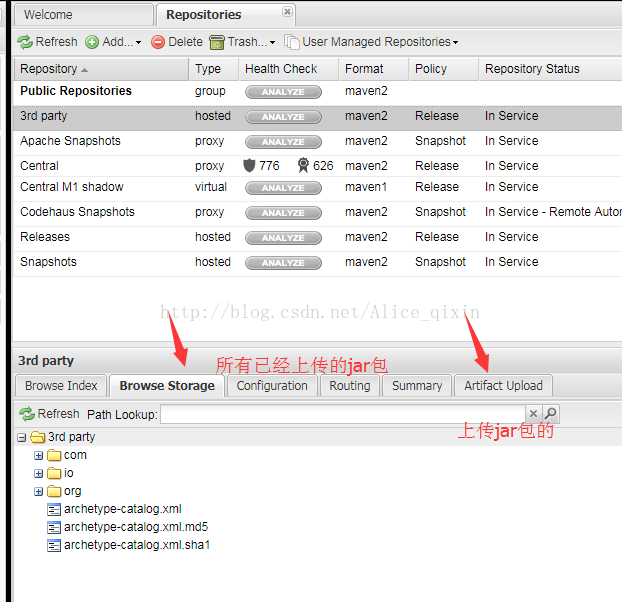 Welcome Repositories
Refresh Add... Delete Trash... User Managed Repositories
Repository Type Health Check Format Policy Repository Status
Public Repositories group ANALYZE maven2
3rd party hosted ANALYZE maven2 Release In Service
Apache Snapshots proxy ANALYZE maven2 Snapshot In Service
Central proxy 776 626 maven2 Release In Service
Central M1 shadow virtual ANALYZE maven1 Release In Service
Codehaus Snapshots proxy ANALYZE maven2 Snapshot In Service - Remote Autom
Releases hosted ANALYZE maven2 Release In Service
Snapshots hosted ANALYZE maven2 Snapshot In Service
http://blog.csdn.net/Alice_qixin
3rd party
所有已经上传的jar包
Browse Index Browse Storage Configuration Routing Summary Artifact Upload
Refresh Path Lookup:
上传jar包的
3rd party
com
io
org
archetype-catalog.xml
archetype-catalog.xml.md5
archetype-catalog.xml.sha1